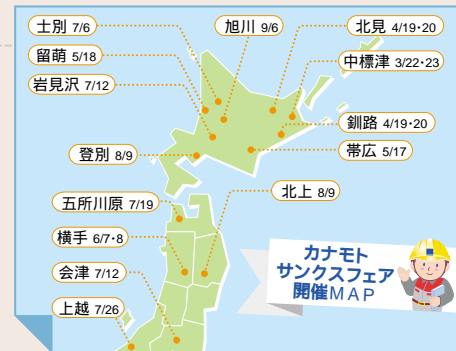 士別 7/6
旭川 9/6
北見 4/19・20
留萌 5/18
中標津 3/22・23
岩見沢 7/12
釧路 4/19・20
登別 8/9
帯広 5/17
五所川原 7/19
北上 8/9
横手 6/7・8
会津 7/12
上越 7/26
カナモト
サンクスフェア
開催MAP